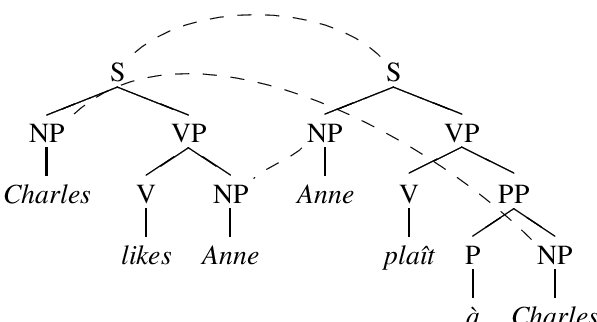 S S
NP VP NP VP
Charles V NP Anne V PP
likes Anne plaît P NP
à Charles